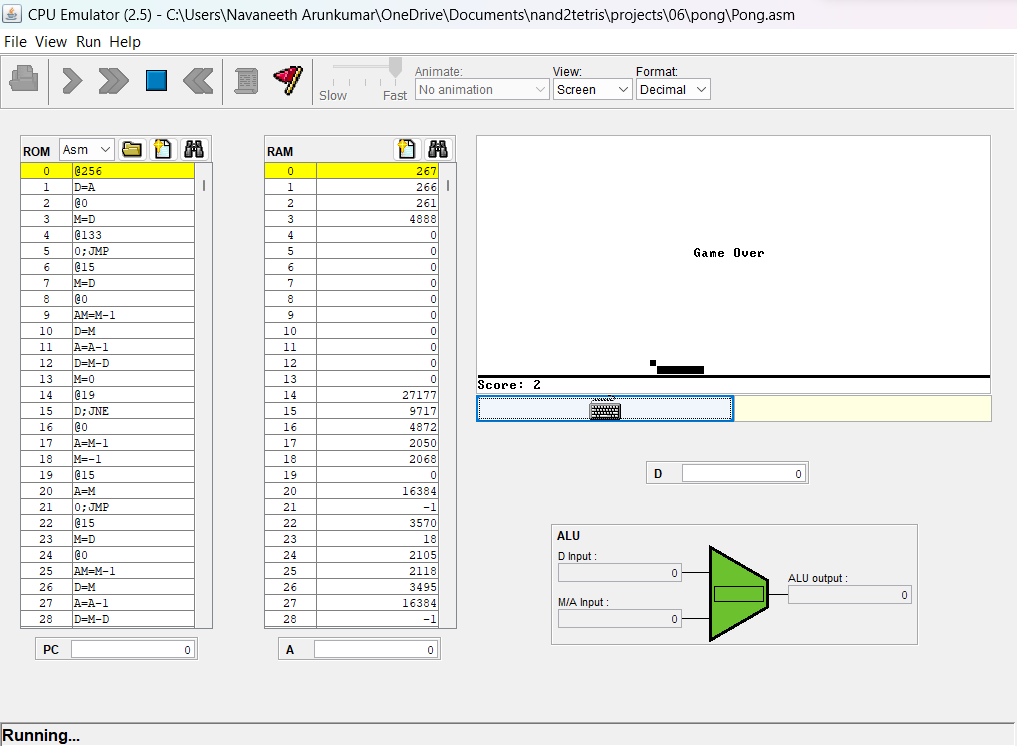 CPU Emulator (2.5) - C:\Users\Navaneeth Arunkumar\OneDrive\Documents\nand2tetris\projects\06\pong\Pong.asm
File View Run Help
Slow Fast
Animate:
No animation
View:
Screen
Format:
Decimal
ROM Asm
0 @256
1 D=A
2 @0
3 M=D
4 @133
5 0;JMP
6 @15
7 M=D
8 @0
9 AM=M-1
10 D=M
11 A=A-1
12 D=M-D
13 M=0
14 @19
15 D;JNE
16 @0
17 A=M-1
18 M=-1
19 @15
20 A=M
21 0;JMP
22 @15
23 M=D
24 @0
25 AM=M-1
26 D=M
27 A=A-1
28 D=M-D
PC 0
RAM
0 267
1 266
2 261
3 4888
4 0
5 0
6 0
7 0
8 0
9 0
10 0
11 0
12 0
13 0
14 27177
15 9717
16 4872
17 2050
18 2068
19 0
20 16384
21 -1
22 3570
23 18
24 2105
25 2118
26 3495
27 16384
28 -1
A 0
Game Over
Score: 2
D 0
ALU
D Input :
0
M/A Input :
0
ALU output :
0
Running...